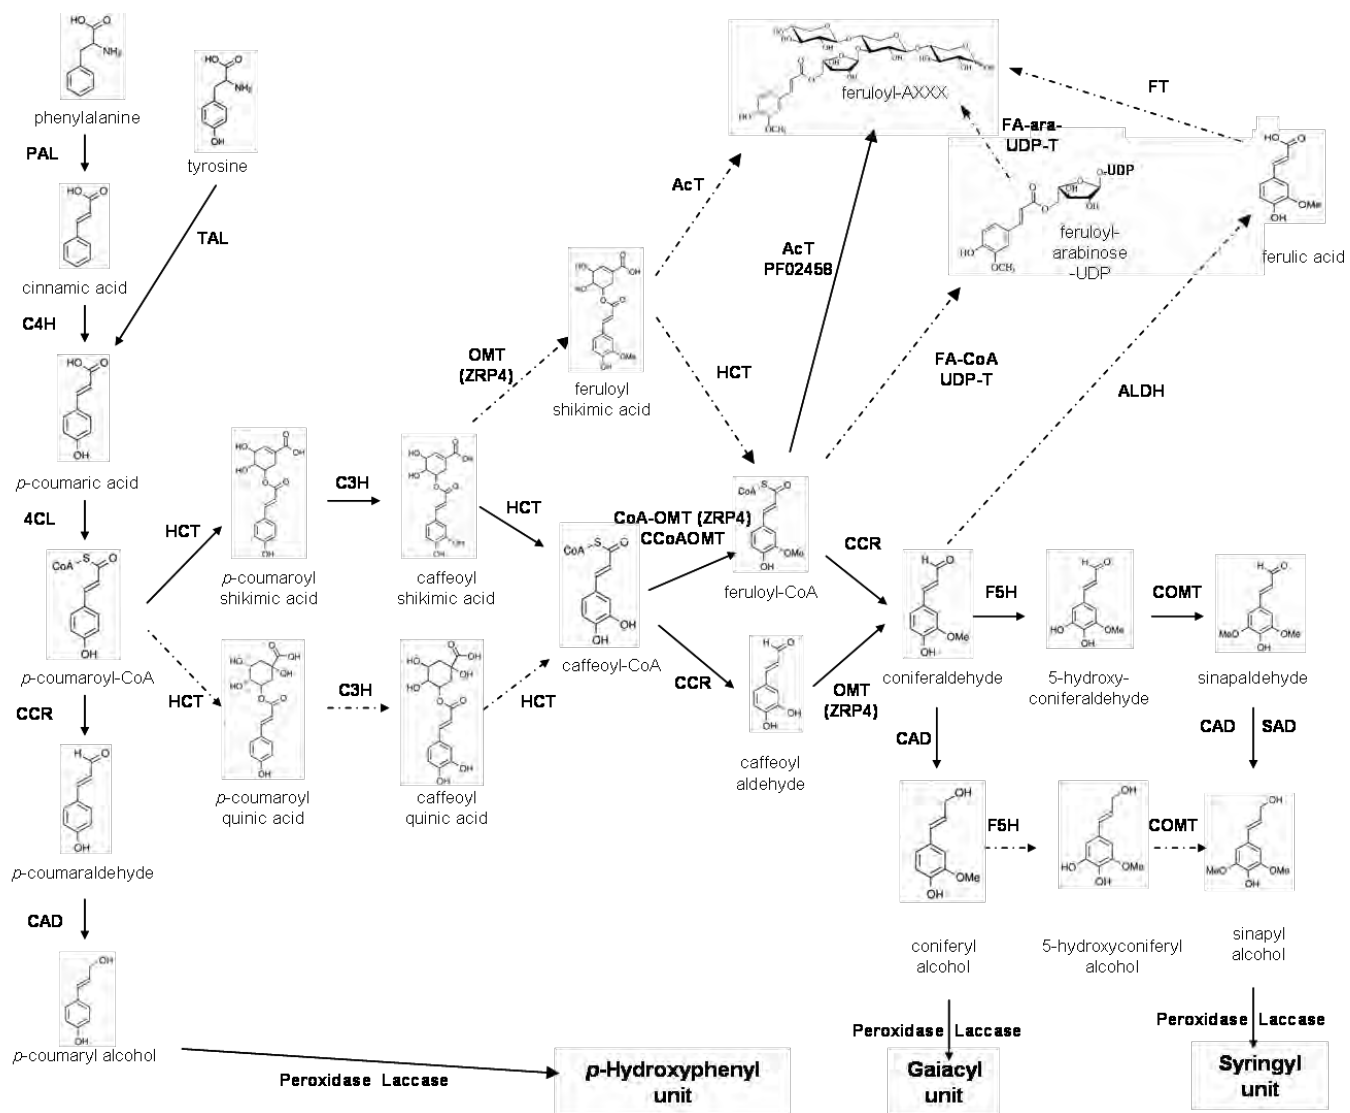 phenylalanine
PAL
tyrosine
TAL
cinnamic acid
C4H
p-coumaric acid
4CL
p-coumaroyl-CoA
HCT
HCT
CCR
p-coumaraldehyde
CAD
p-coumaryl alcohol
Peroxidase Laccase
p-Hydroxyphenyl
unit
p-coumaroyl
shikimic acid
C3H
caffeoyl
shikimic acid
p-coumaroyl
quinic acid
C3H
caffeoyl
quinic acid
HCT
HCT
OMT
(ZRP4)
feruloyl
shikimic acid
AcT
HCT
caffeoyl-CoA
CoA-OMT (ZRP4)
CCoAOMT
CCR
feruloyl-CoA
caffeoyl
aldehyde
CCR
OMT
(ZRP4)
AcT
PF02458
feruloyl-AXXX
FA-ara-
UDP-T
FT
feruloyl-
arabinose
-UDP
ferulic acid
FA-CoA
UDP-T
ALDH
coniferaldehyde
F5H
5-hydroxy-
coniferaldehyde
COMT
sinapaldehyde
CAD
CAD SAD
coniferyl
alcohol
F5H
5-hydroxyconiferyl
alcohol
COMT
sinapyl
alcohol
Peroxidase Laccase
Gaiacyl
unit
Peroxidase Laccase
Syringyl
unit